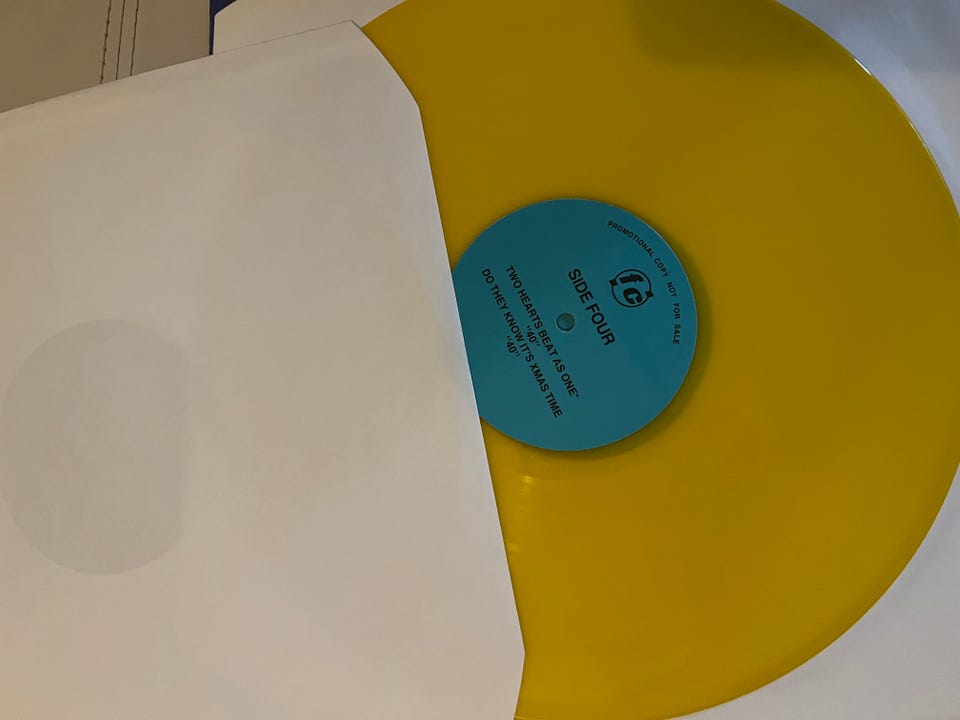 PROMOTIONAL COPY NOT FOR SALE
fc
SIDE FOUR
TWO HEARTS BEAT AS ONE'
"40"
DO THEY KNOW IT'S XMAS TIME
"40"